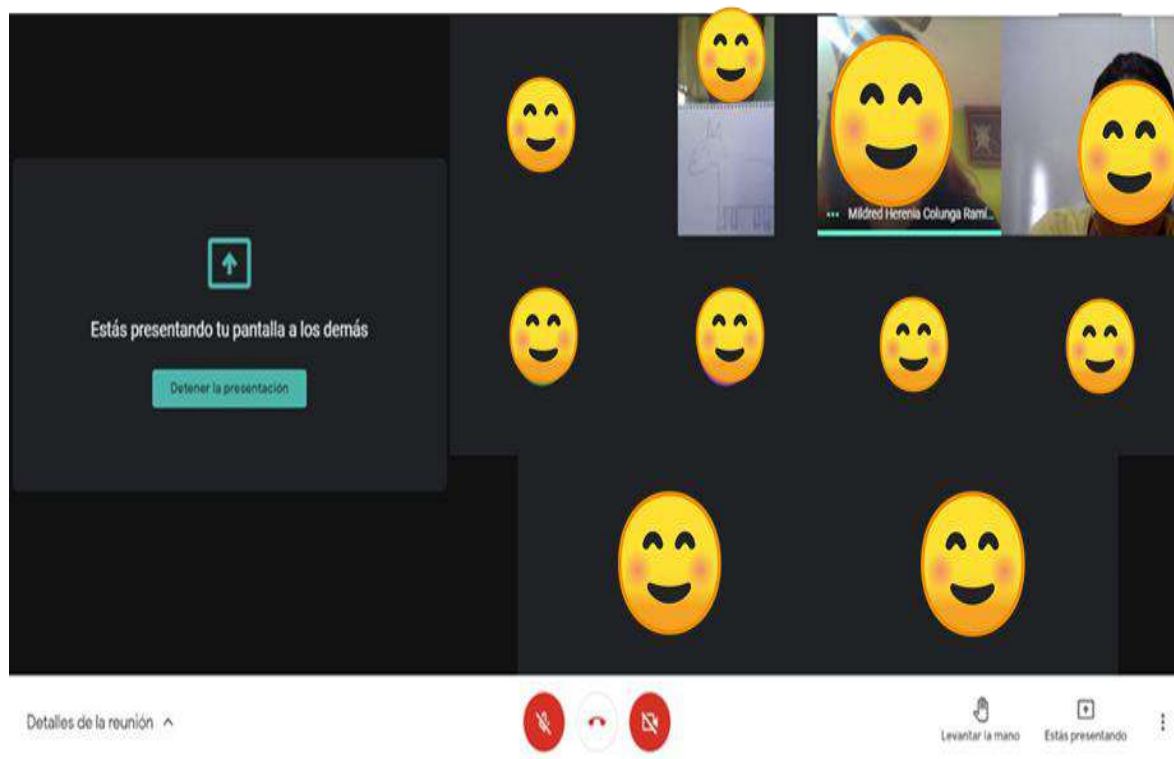 Mildred Herenia Colunga Rami...
Estás presentando tu pantalla a los demás
Detener la presentación
Detalles de la reunión
Levantar la mano
Estás presentando